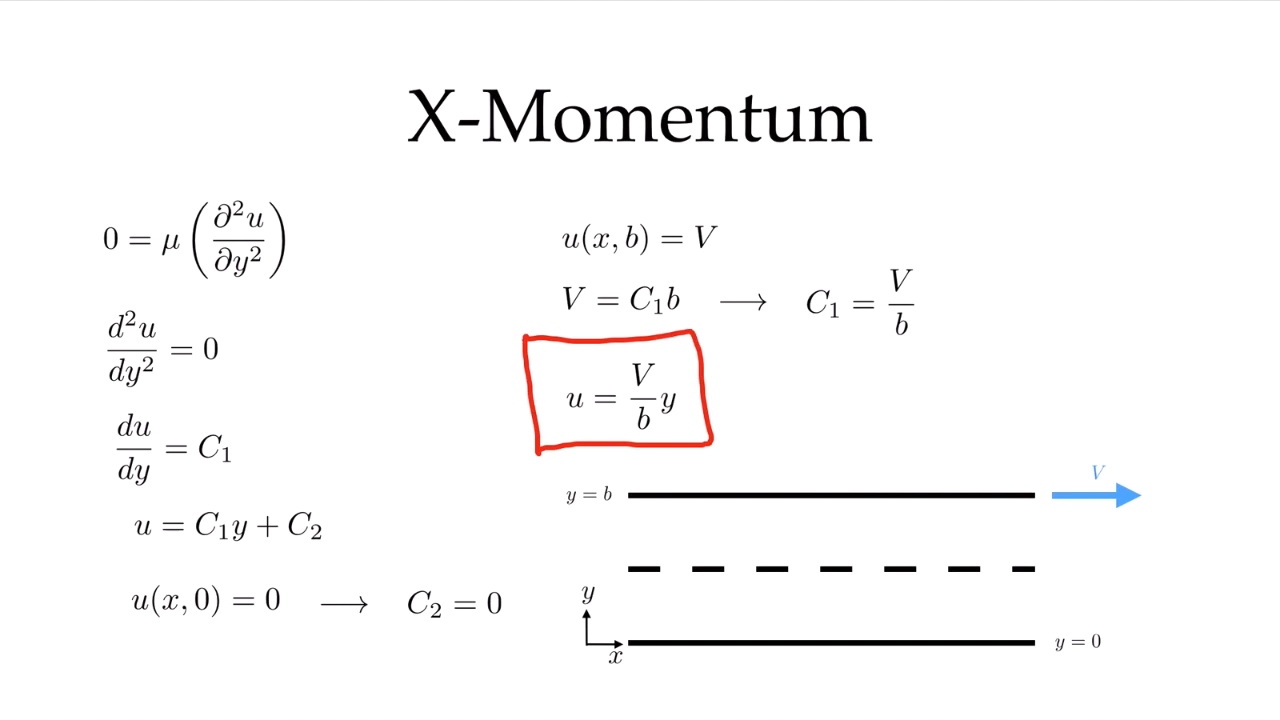 X-Momentum
0 = μ (∂²u/∂y²)
d²u/dy² = 0
du/dy = C₁
u = C₁y + C₂
u(x, 0) = 0 ⟶ C₂ = 0
u(x, b) = V
V = C₁b ⟶ C₁ = V/b
u = V/b y
V
y = b
y
x
y = 0